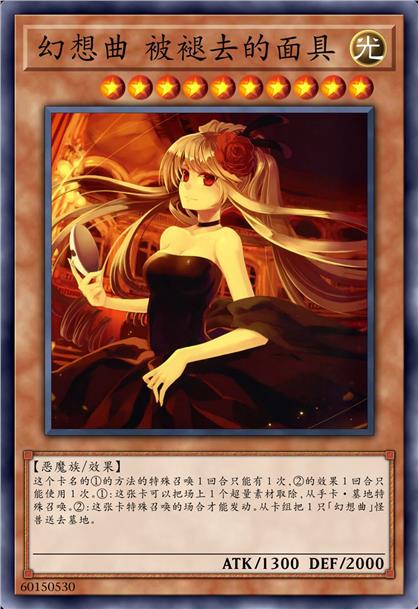 幻想曲 被褪去的面具
光
【恶魔族/效果】
这个卡名的①的方法的特殊召唤1回合只能有1次,②的效果1回合只
能使用1次。①:这张卡可以把场上1个超量素材取除,从手卡·墓地特
殊召唤。②:这张卡特殊召唤的场合才能发动。从卡组把1只「幻想曲」怪
兽送去墓地。
ATK/1300 DEF/2000
60150530